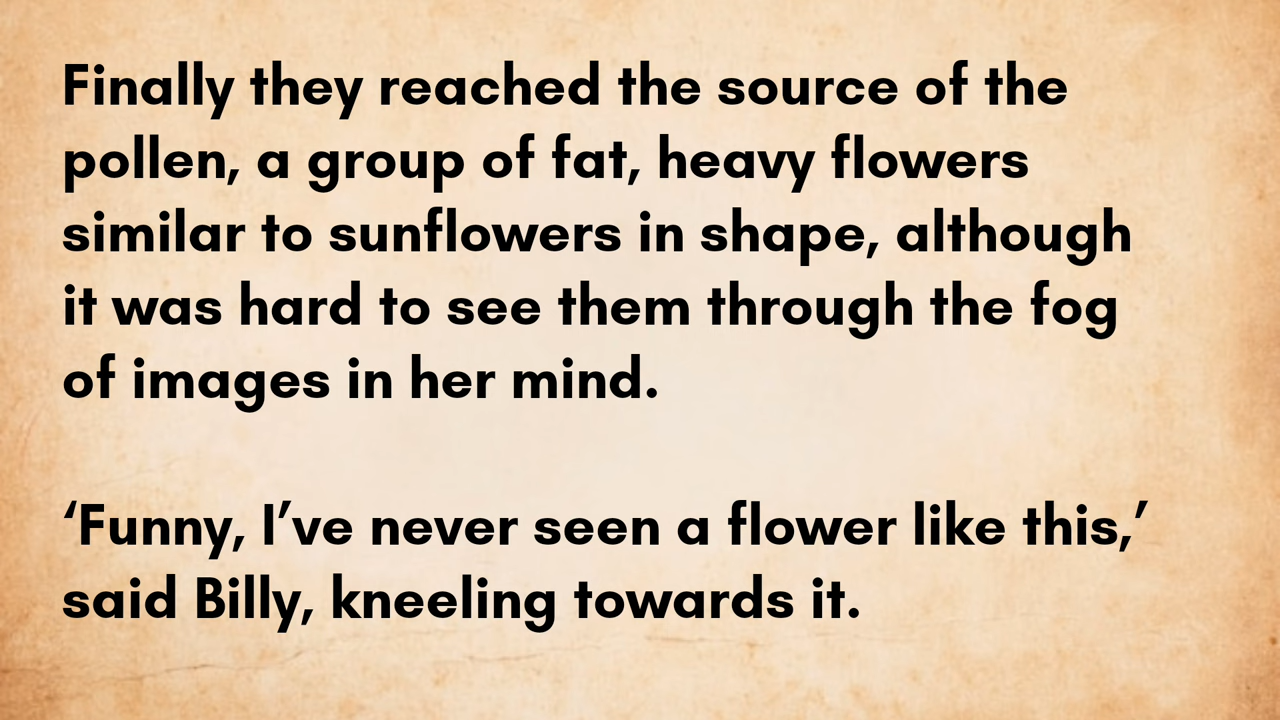 Finally they reached the source of the
pollen, a group of fat, heavy flowers
similar to sunflowers in shape, although
it was hard to see them through the fog
of images in her mind.
‘Funny, I’ve never seen a flower like this,’
said Billy, kneeling towards it.